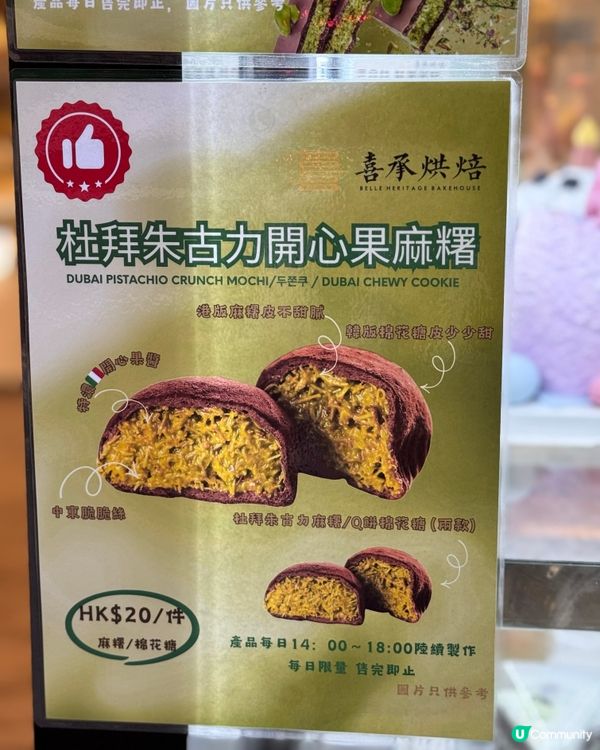 產品每日售完即止，圖片只供參考
喜承烘焙
BELLE HERITAGE BAKEHOUSE
杜拜朱古力開心果麻糬
DUBAI PISTACHIO CRUNCH MOCHI/두쫀쿠 / DUBAI CHEWY COOKIE
港版麻糬皮不甜膩
韓版棉花糖皮少少甜
特濃開心果醬
中東脆脆絲
杜拜朱古力麻糬/Q餅棉花糖 (兩款)
HK$20/件
麻糬/棉花糖
產品每日14：00～18:00陸續製作
每日限量 售完即止
圖片只供參考
U Community